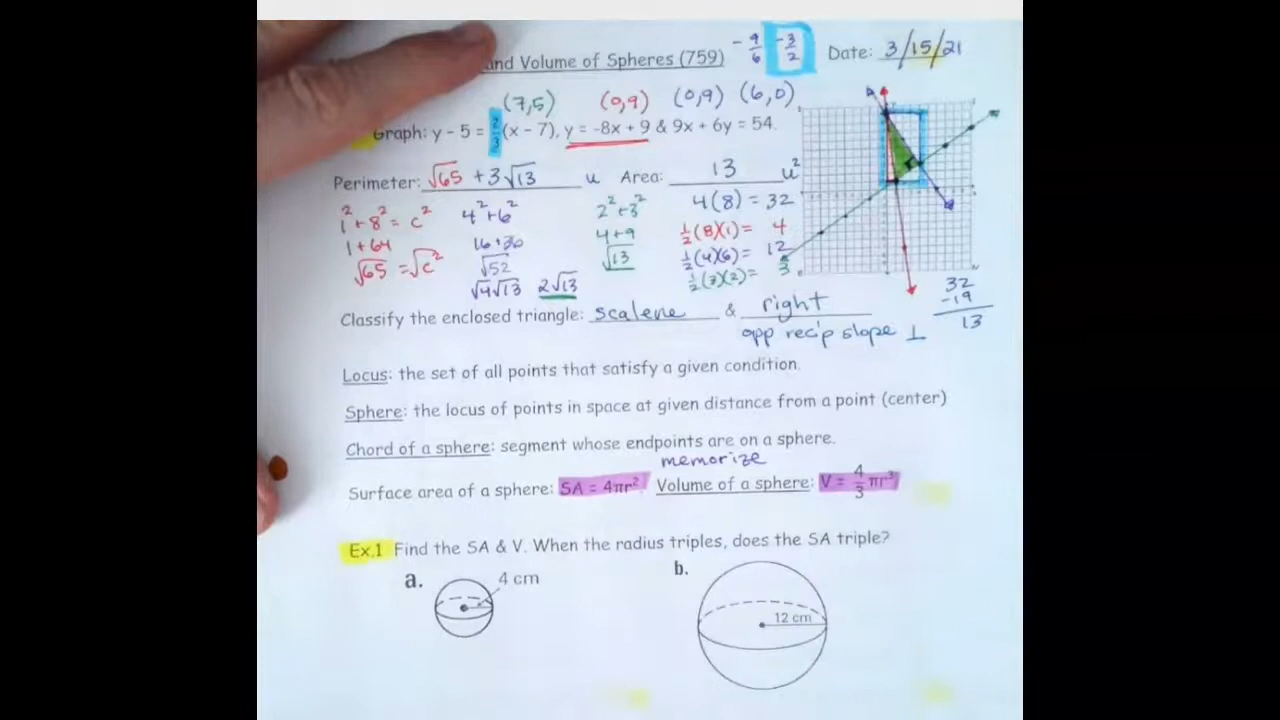 and Volume of Spheres (759) -9/6 -3/2 Date: 3/15/21
(7,5) (0,9) (0,9) (6,0)
Graph: y - 5 = 2/3 (x - 7), y = -8x + 9 & 9x + 6y = 54.
Perimeter: √65 + 3√13 u Area: 13 u²
1² + 8² = c² 4² + 6² 2² + 3² 4(8) = 32
1 + 64 16 + 36 4 + 9 ½(8)(1) = 4
√65 = √c² √52 √13 ½(4)(6) = 12
√4√13 2√13 ½(3)(2) = 3
32
-19
13
Classify the enclosed triangle: scalene & right
opp recip slope ⊥
Locus: the set of all points that satisfy a given condition.
Sphere: the locus of points in space at given distance from a point (center)
Chord of a sphere: segment whose endpoints are on a sphere.
memorize
Surface area of a sphere: SA = 4πr² Volume of a sphere: V = 4/3 πr³
Ex.1 Find the SA & V. When the radius triples, does the SA triple?
a. 4 cm b. 12 cm